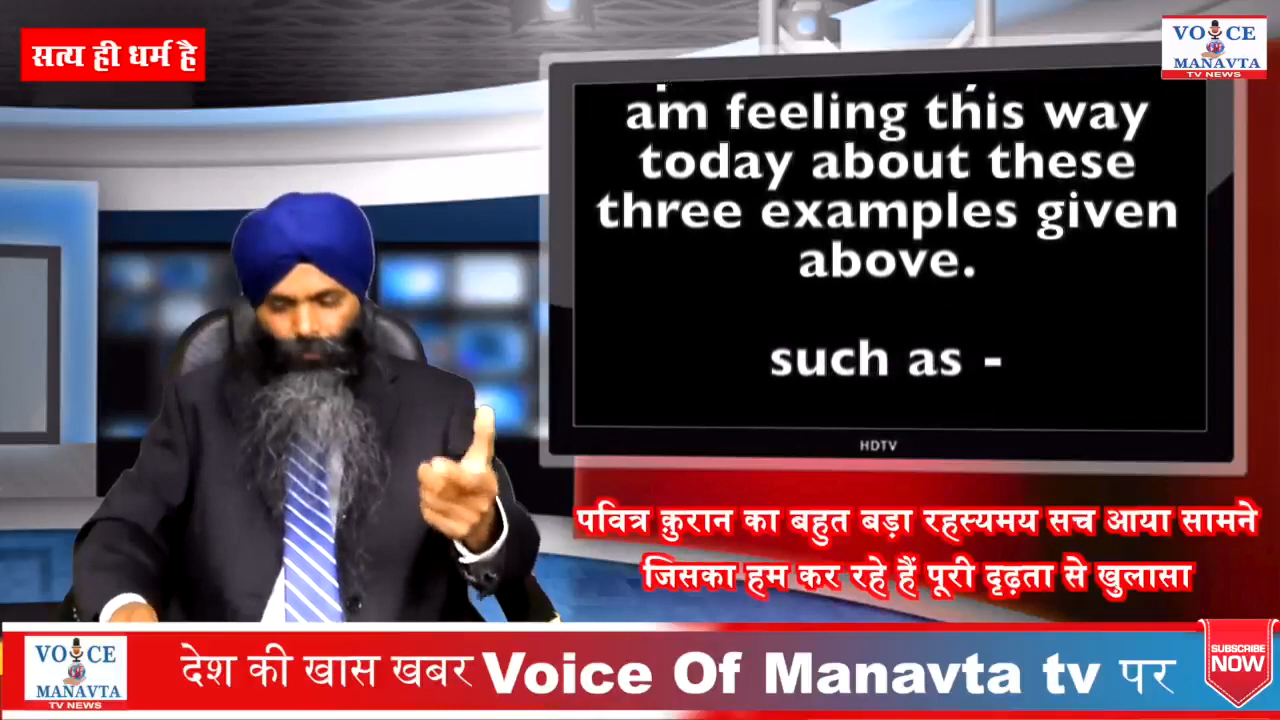 सत्य ही धर्म है
VOICE
MANAVTA
TV NEWS
am feeling this way
today about these
three examples given
above.
such as -
HDTV
पवित्र क़ुरान का बहुत बड़ा रहस्यमय सच आया सामने
जिसका हम कर रहे हैं पूरी दृढ़ता से खुलासा
VOICE
MANAVTA
TV NEWS
देश की खास खबर Voice Of Manavta tv पर
SUBSCRIBE
NOW